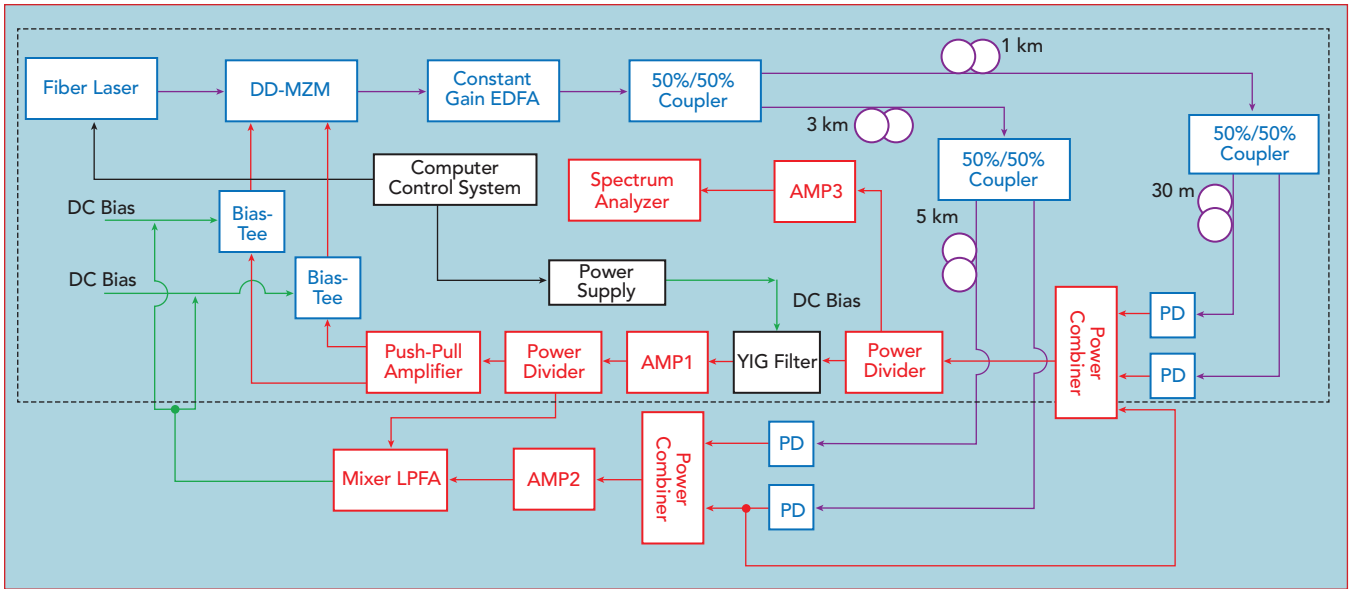 1 km
Fiber Laser
DD-MZM
Constant
Gain EDFA
50%/50%
Coupler
3 km
50%/50%
Coupler
50%/50%
Coupler
Computer
Control System
Spectrum
Analyzer
AMP3
30 m
DC Bias
Bias-
Tee
5 km
DC Bias
Bias-
Tee
Power
Supply
DC Bias
Power
Combiner
PD
Push-Pull
Amplifier
Power
Divider
AMP1
YIG Filter
Power
Divider
PD
Mixer LPFA
AMP2
Power
Combiner
PD
PD